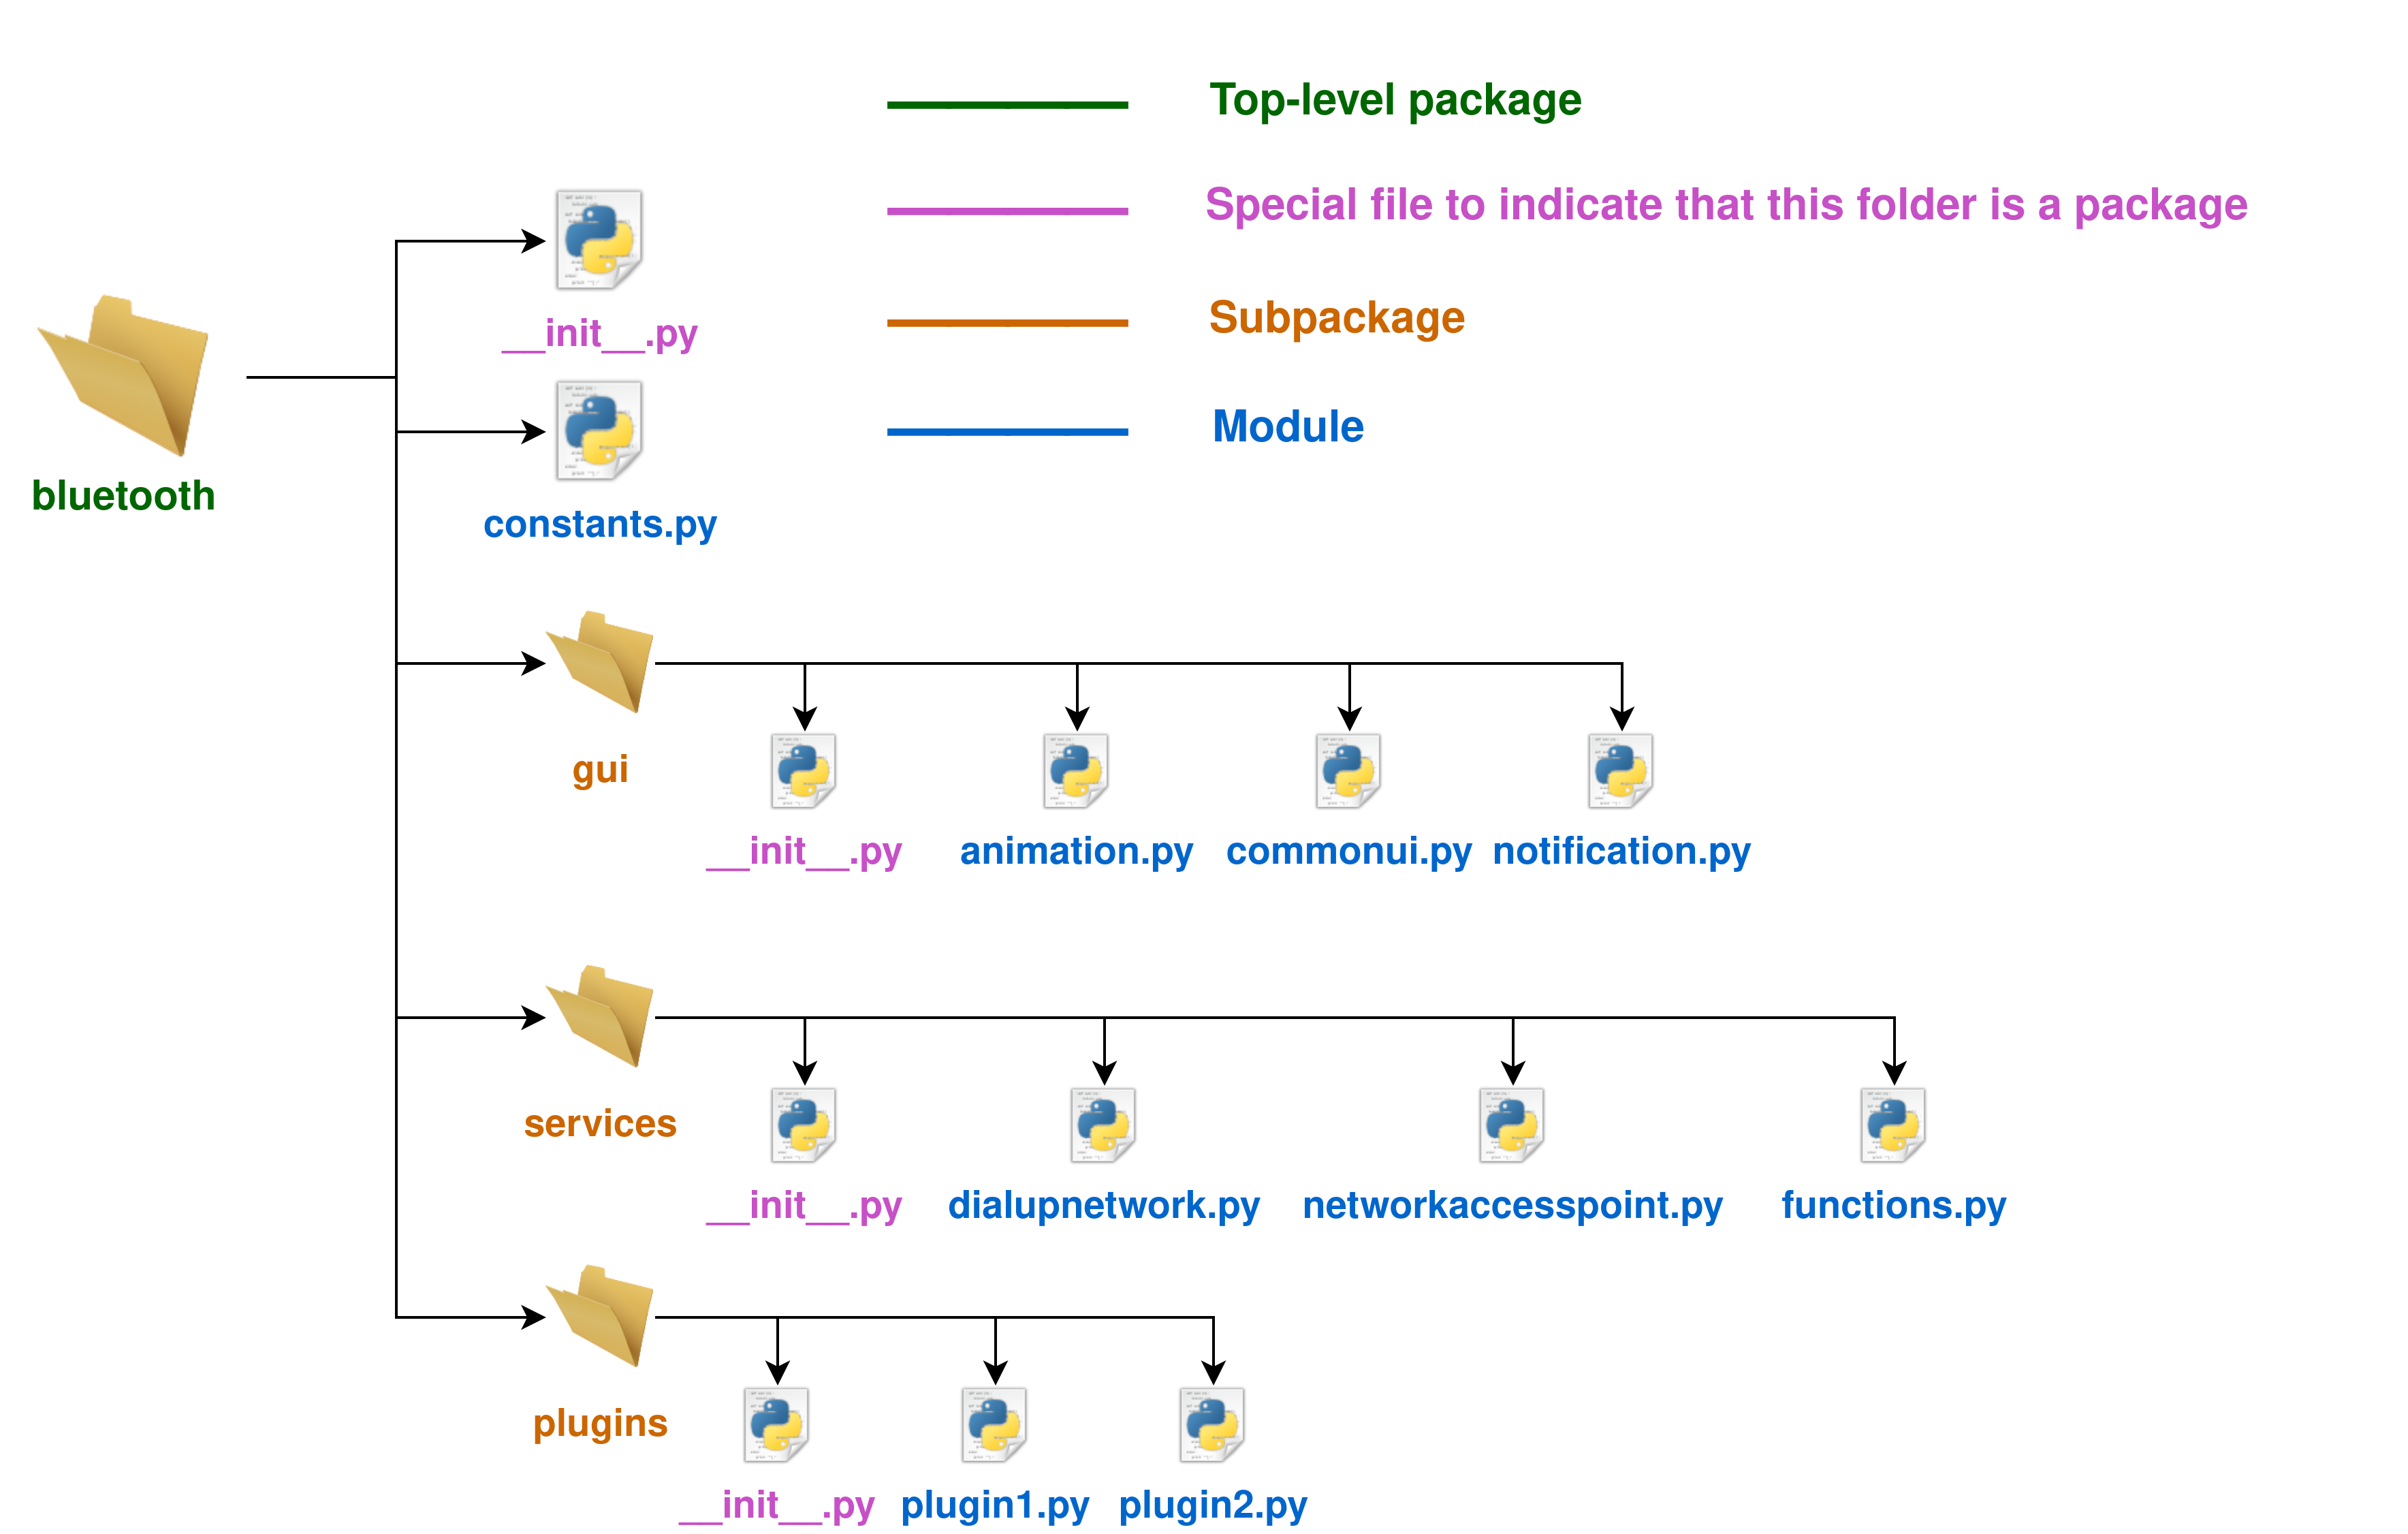 Top-level package
Special file to indicate that this folder is a package
Subpackage
Module
bluetooth
__init__.py
constants.py
gui
__init__.py
animation.py
commonui.py
notification.py
services
__init__.py
dialupnetwork.py
networkaccesspoint.py
functions.py
plugins
__init__.py
plugin1.py
plugin2.py